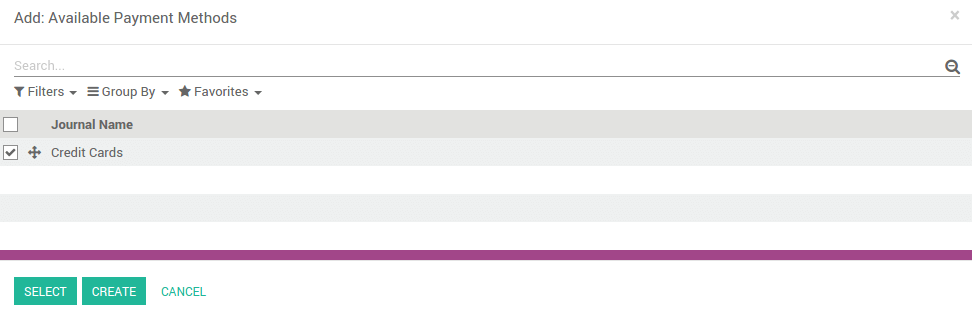 Add: Available Payment Methods ×
Search...
Filters Group By Favorites
Journal Name
Credit Cards
SELECT CREATE CANCEL